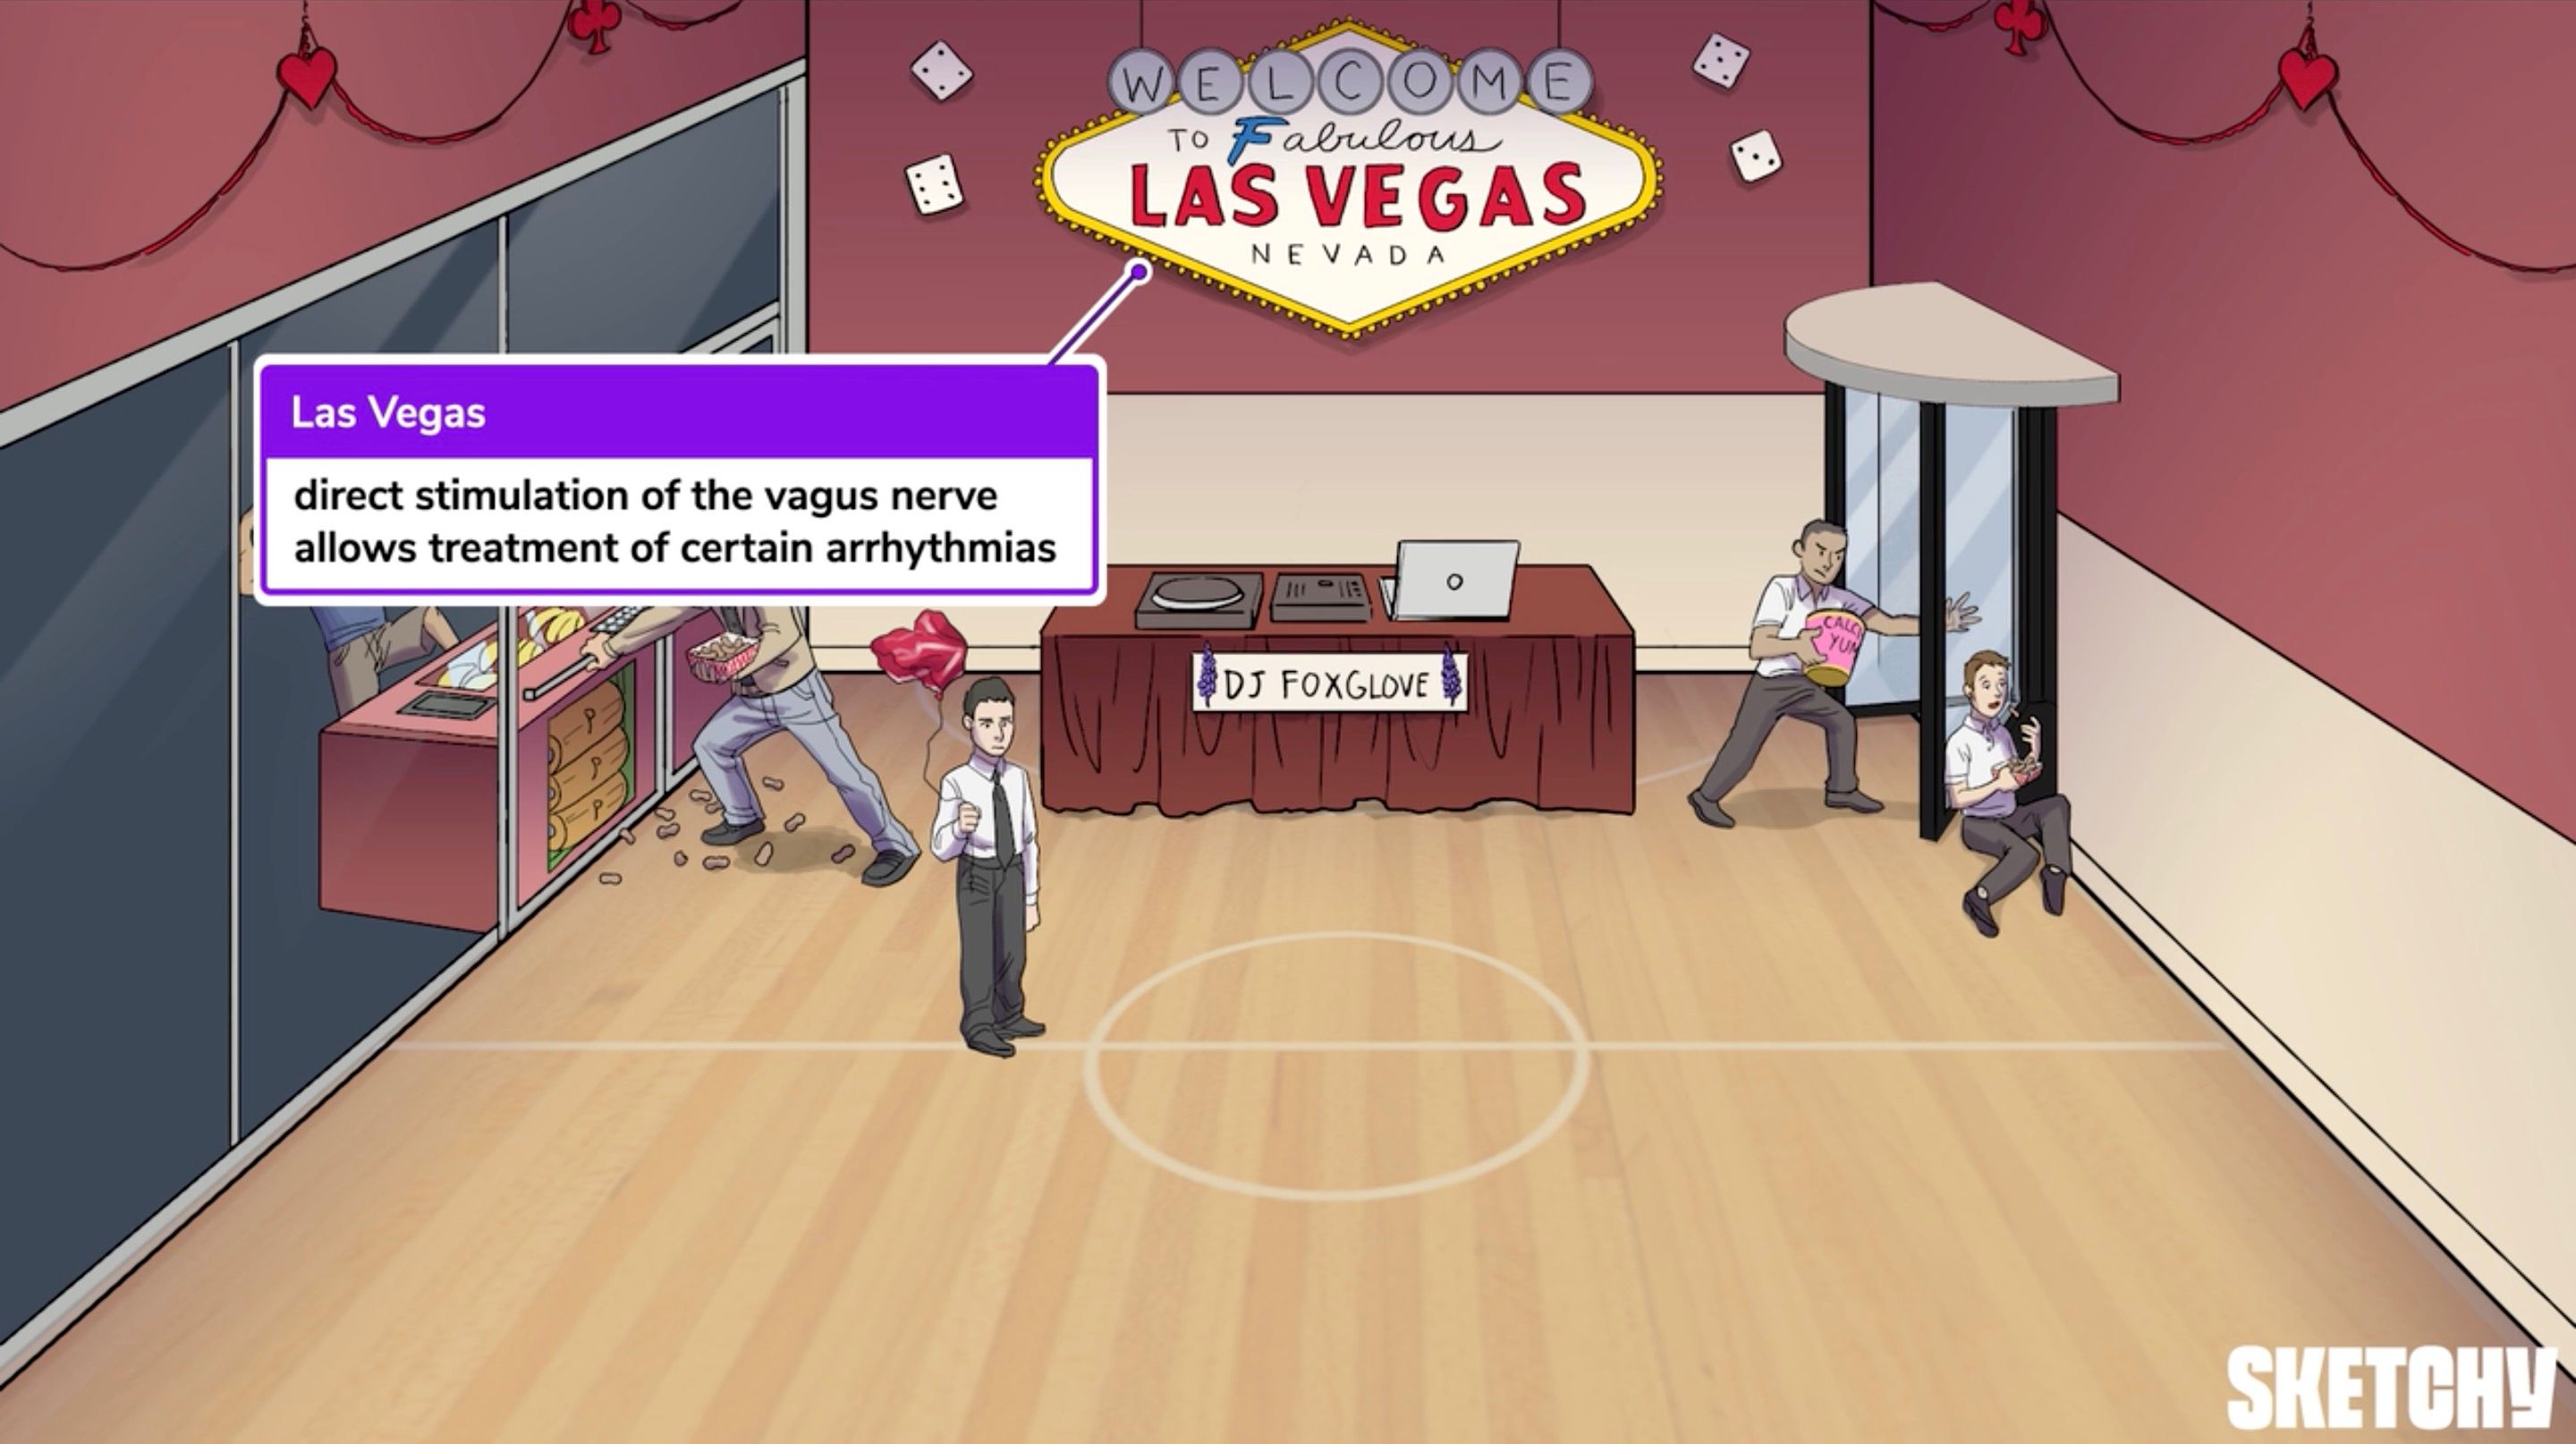 WELCOME
TO Fabulous
LAS VEGAS
NEVADA
Las Vegas
direct stimulation of the vagus nerve
allows treatment of certain arrhythmias
DJ FOXGLOVE
P
P
P
YUM
SKETCHY